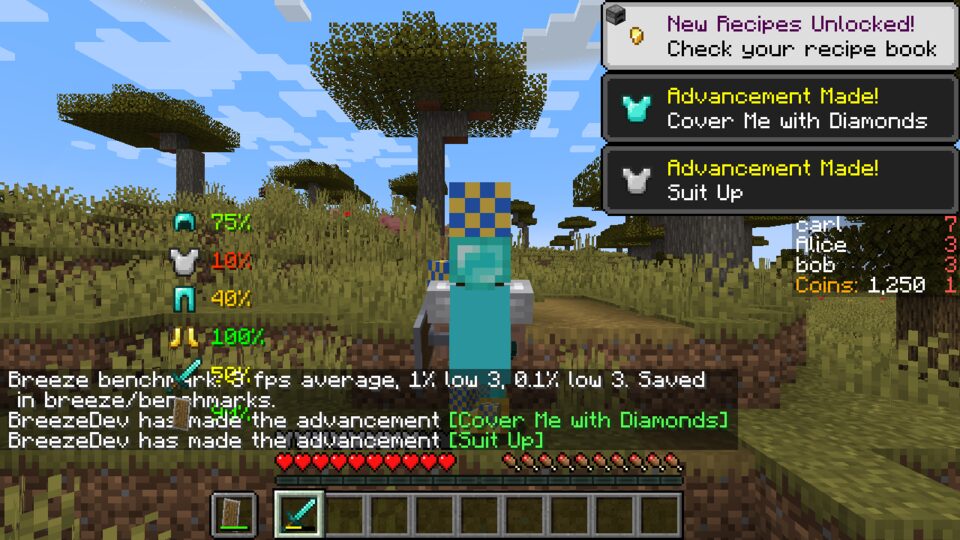 New Recipes Unlocked!
Check your recipe book
Advancement Made!
Cover Me with Diamonds
Advancement Made!
Suit Up
carl 7
Alice 3
bob 3
Coins: 1,250 1
75%
10%
40%
100%
50%
Breeze benchmark: fps average, 1% low 3, 0.1% low 3. Saved
in breeze/benchmarks.
BreezeDev has made the advancement [Cover Me with Diamonds]
BreezeDev has made the advancement [Suit Up]